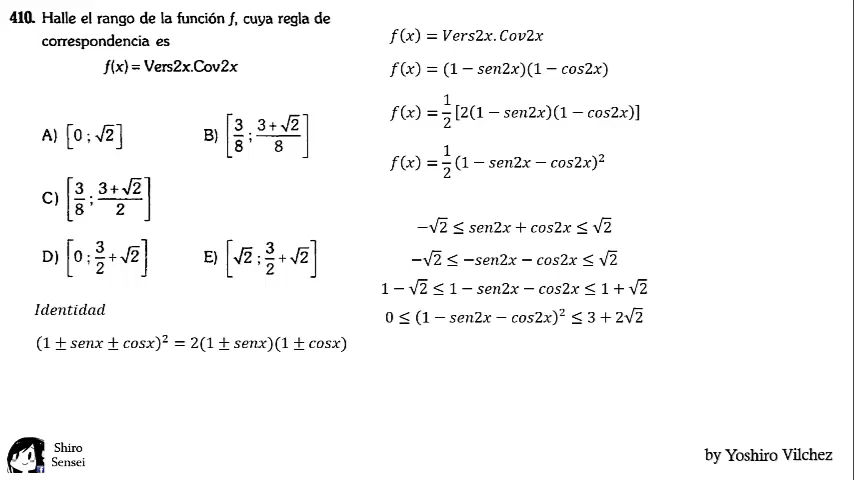 410. Halle el rango de la función f, cuya regla de
correspondencia es
f(x) = Vers2x.Cov2x
A) [0 ; √2]
B) [3/8 ; (3+√2)/8]
C) [3/8 ; (3+√2)/2]
D) [0 ; 3/2 + √2]
E) [√2 ; 3/2 + √2]
Identidad
(1 ± senx ± cosx)² = 2(1 ± senx)(1 ± cosx)
f(x) = Vers2x. Cov2x
f(x) = (1 − sen2x)(1 − cos2x)
f(x) = 1/2 [2(1 − sen2x)(1 − cos2x)]
f(x) = 1/2 (1 − sen2x − cos2x)²
−√2 ≤ sen2x + cos2x ≤ √2
−√2 ≤ −sen2x − cos2x ≤ √2
1 − √2 ≤ 1 − sen2x − cos2x ≤ 1 + √2
0 ≤ (1 − sen2x − cos2x)² ≤ 3 + 2√2
Shiro
Sensei
by Yoshiro Vilchez